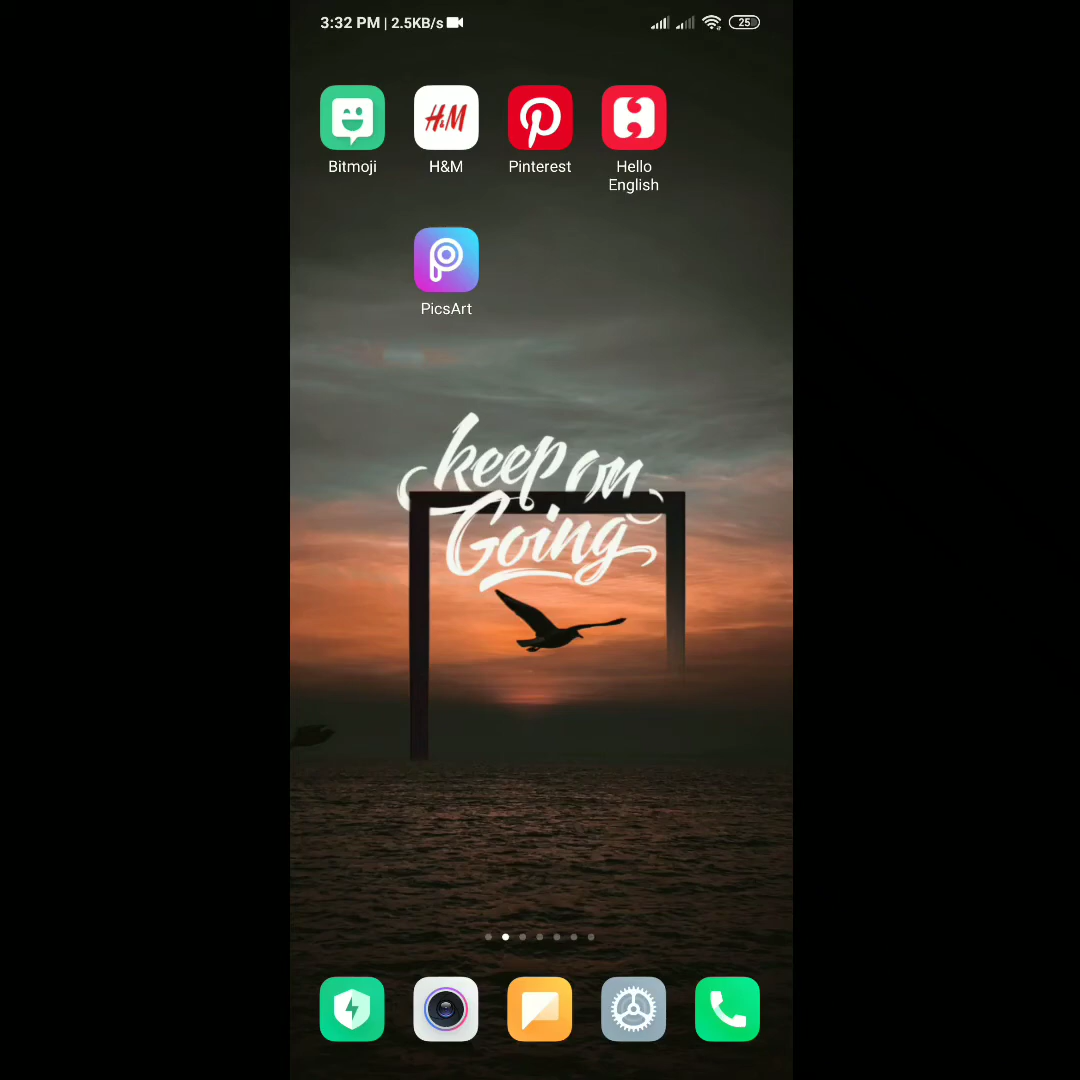 3:32 PM | 2.5KB/s 25
H&M
Bitmoji H&M Pinterest Hello English
PicsArt
keep on
Going